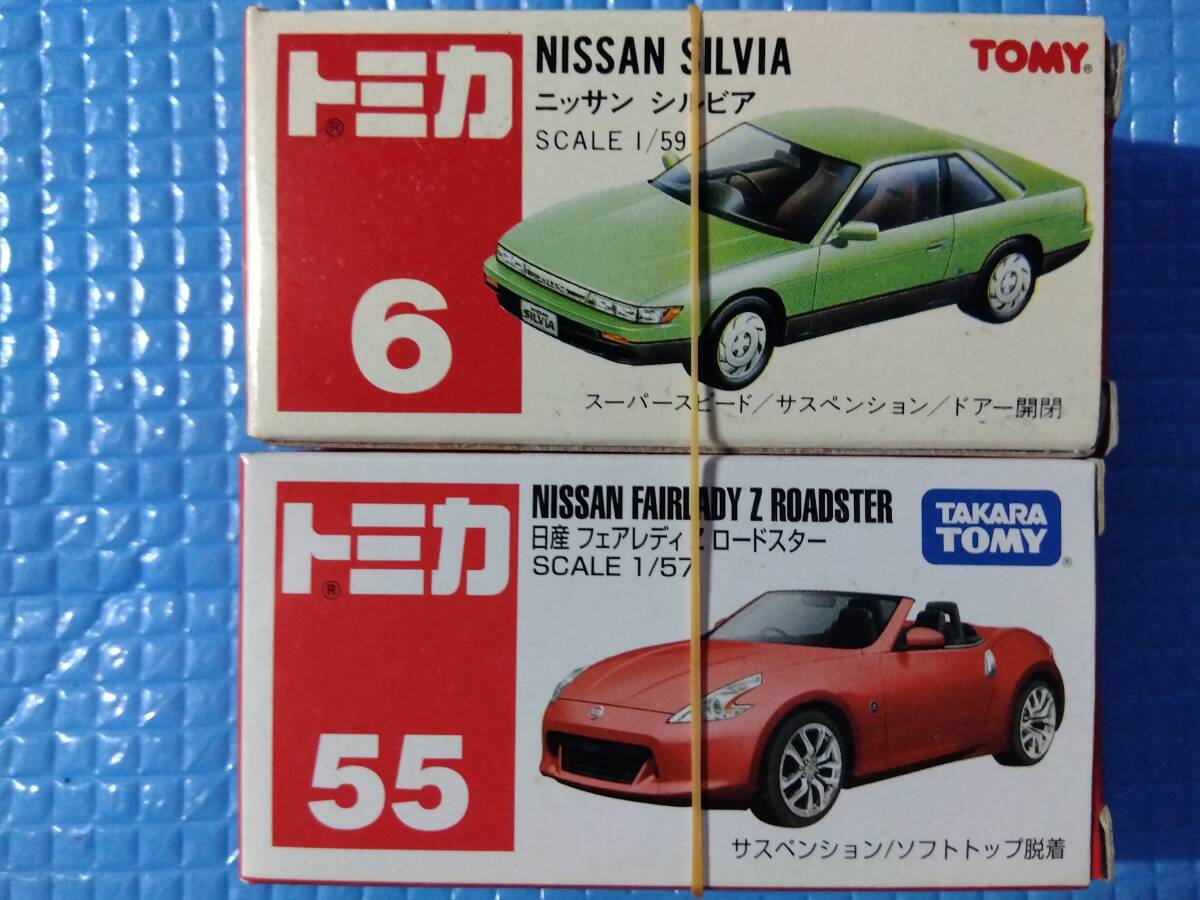 トミカ®
6
NISSAN SILVIA
ニッサン シルビア
SCALE 1/59
TOMY®
SILVIA
スーパースピード/サスペンション/ドアー開閉
トミカ®
55
NISSAN FAIRLADY Z ROADSTER
日産 フェアレディ Z ロードスター
SCALE 1/57
TAKARA
TOMY®
サスペンション/ソフトトップ脱着